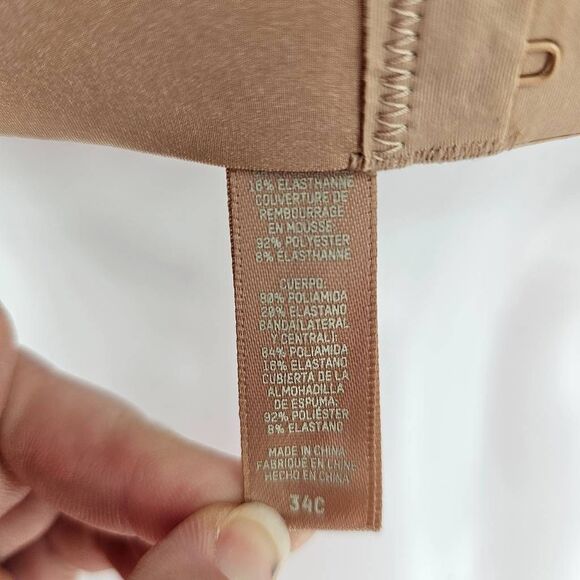 16% ÉLASTHANNE
COUVERTURE DE
REMBOURRAGE
EN MOUSSE:
92% POLYESTER
8% ÉLASTHANNE
CUERPO:
80% POLIAMIDA
20% ELASTANO
BANDA(LATERAL
Y CENTRAL):
84% POLIAMIDA
16% ELASTANO
CUBIERTA DE LA
ALMOHADILLA
DE ESPUMA:
92% POLIÉSTER
8% ELASTANO
MADE IN CHINA
FABRIQUÉ EN CHINE
HECHO EN CHINA
34C